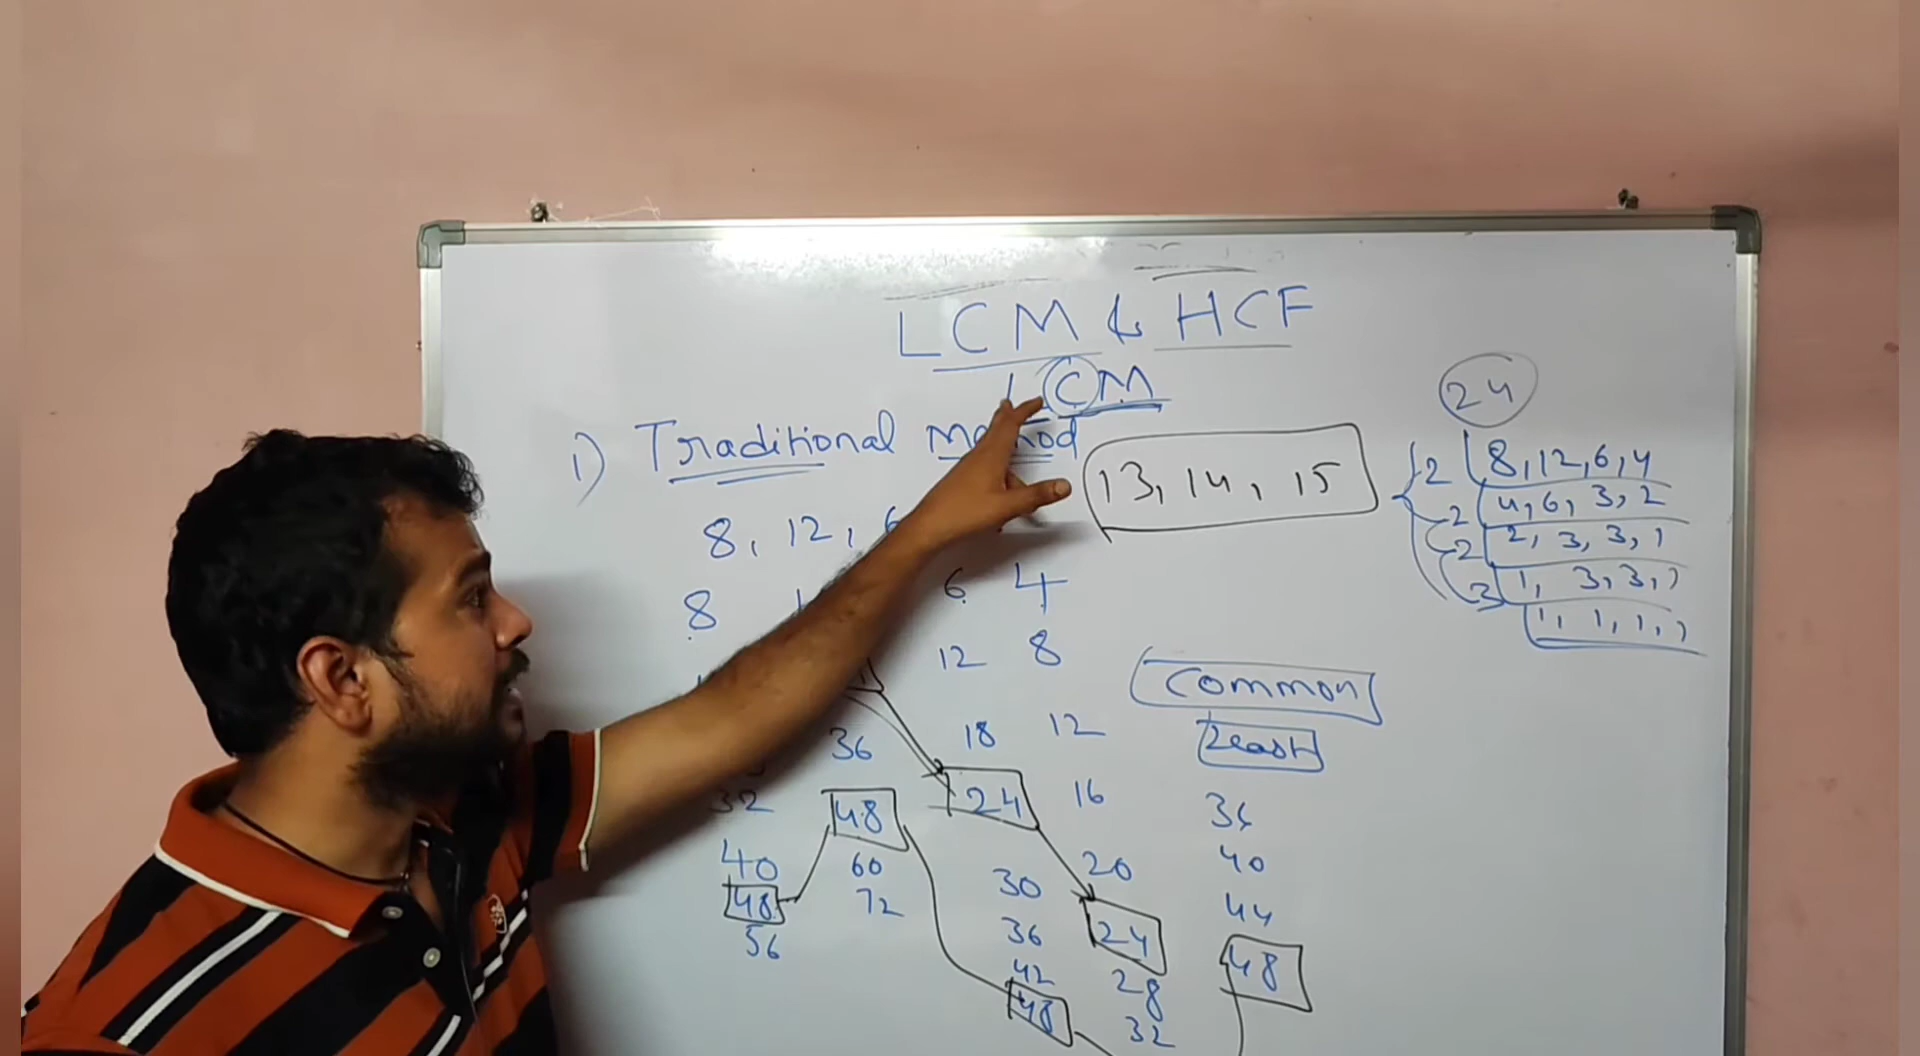 LCM & HCF
LCM
1) Traditional Method
13, 14, 15
24
2 8, 12, 6, 4
2 4, 6, 3, 2
2 2, 3, 3, 1
3 1, 3, 3, 1
1, 1, 1, 1
8, 12, 6
8 6 4
12 8
36 18 12
32 48 24 16 36
40 60 30 20 40
48 72 36 24 44
56 42 28 48
48 32
Common
Least